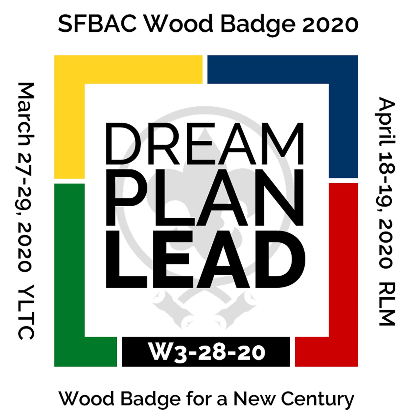 SFBAC Wood Badge 2020
March 27-29, 2020 YLTC
DREAM
PLAN
LEAD
April 18-19, 2020 RLM
W3-28-20
Wood Badge for a New Century